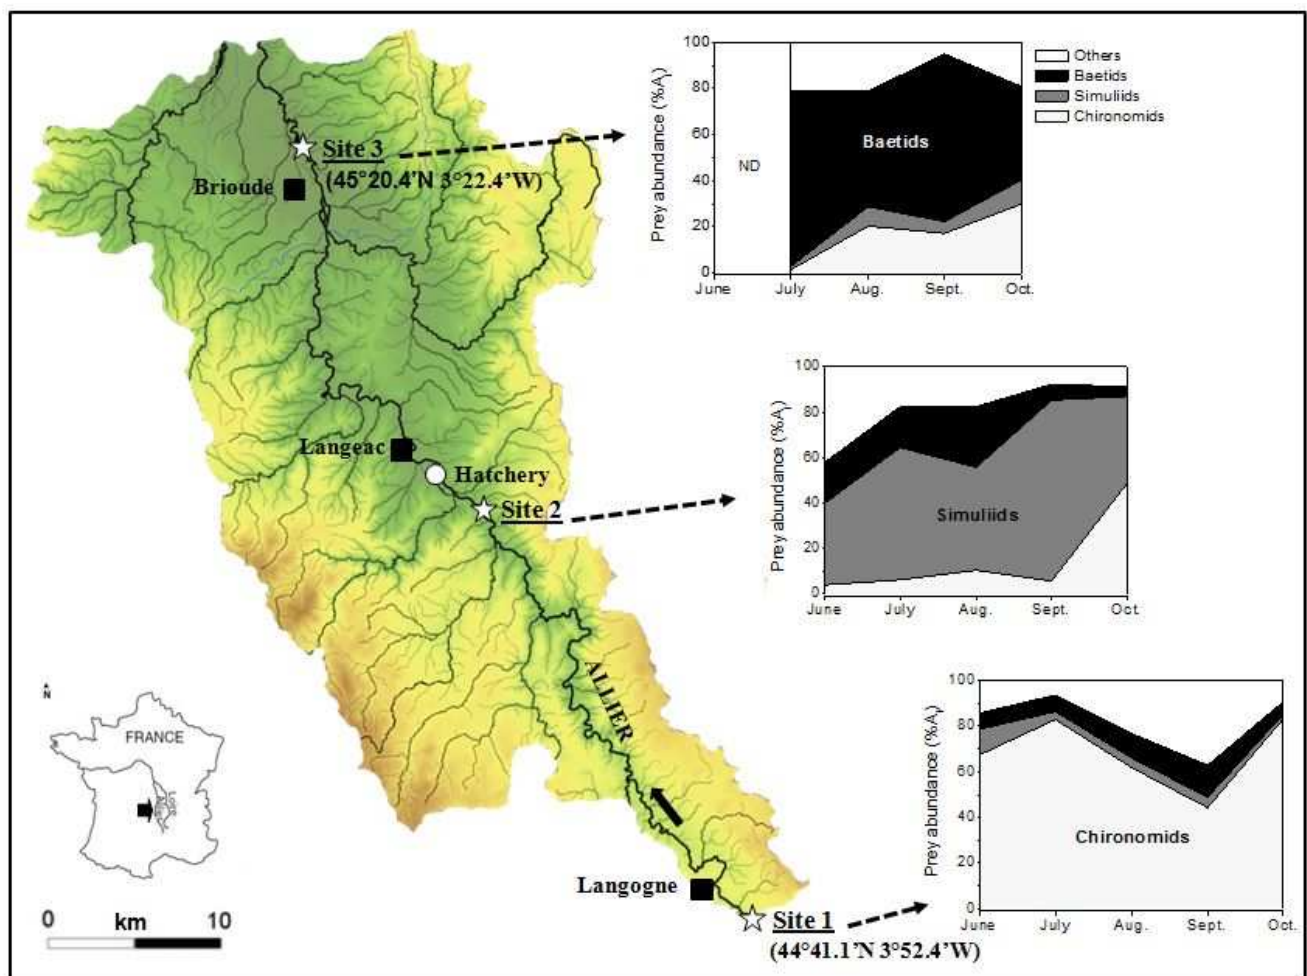 100
80
60
40
20
0
Prey abundance (%Ai)
ND
Baetids
June
July
Aug.
Sept.
Oct.
Others
Baetids
Simuliids
Chironomids
Site 3
(45°20.4'N 3°22.4'W)
Brioude
100
80
60
40
20
0
Prey abundance (%Ai)
Simuliids
June
July
Aug.
Sept.
Oct.
Langeac
Hatchery
Site 2
ALLIER
100
80
60
40
20
0
Prey abundance (%Ai)
Chironomids
June
July
Aug.
Sept.
Oct.
N
FRANCE
Langogne
Site 1
(44°41.1'N 3°52.4'W)
0 km 10